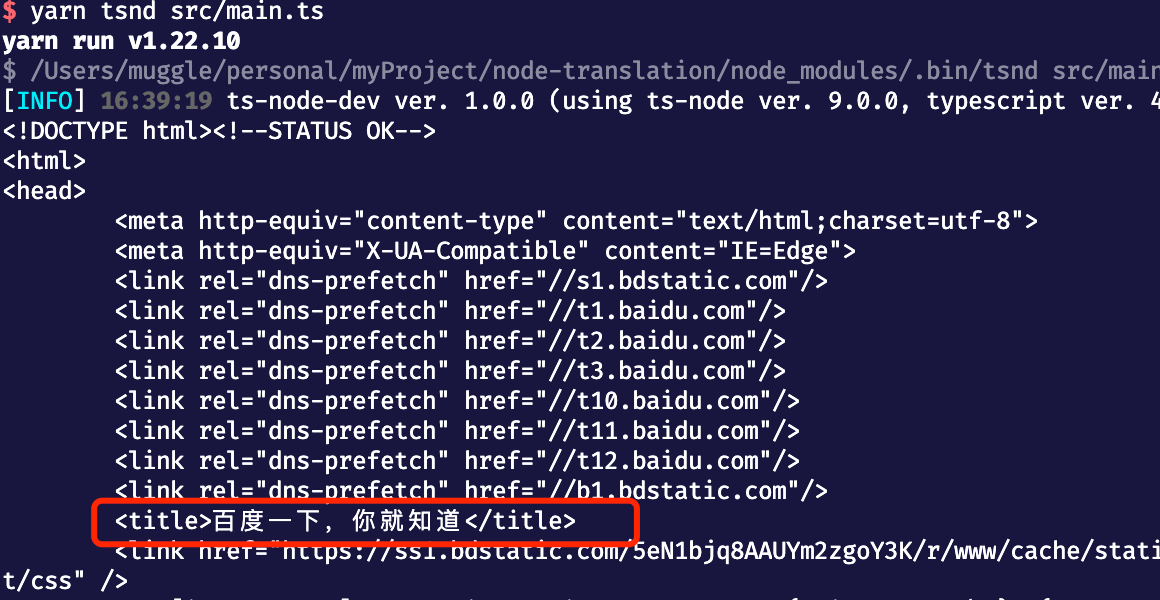 $ yarn tsnd src/main.ts
yarn run v1.22.10
$ /Users/muggle/personal/myProject/node-translation/node_modules/.bin/tsnd src/main
[INFO] 16:39:19 ts-node-dev ver. 1.0.0 (using ts-node ver. 9.0.0, typescript ver. 4
<!DOCTYPE html><!--STATUS OK-->
<html>
<head>
<meta http-equiv="content-type" content="text/html;charset=utf-8">
<meta http-equiv="X-UA-Compatible" content="IE=Edge">
<link rel="dns-prefetch" href="//s1.bdstatic.com"/>
<link rel="dns-prefetch" href="//t1.baidu.com"/>
<link rel="dns-prefetch" href="//t2.baidu.com"/>
<link rel="dns-prefetch" href="//t3.baidu.com"/>
<link rel="dns-prefetch" href="//t10.baidu.com"/>
<link rel="dns-prefetch" href="//t11.baidu.com"/>
<link rel="dns-prefetch" href="//t12.baidu.com"/>
<link rel="dns-prefetch" href="//b1.bdstatic.com"/>
<title>百度一下，你就知道</title>
<link href="https://ss1.bdstatic.com/5eN1bjq8AAUYm2zgoY3K/r/www/cache/stati
t/css" />